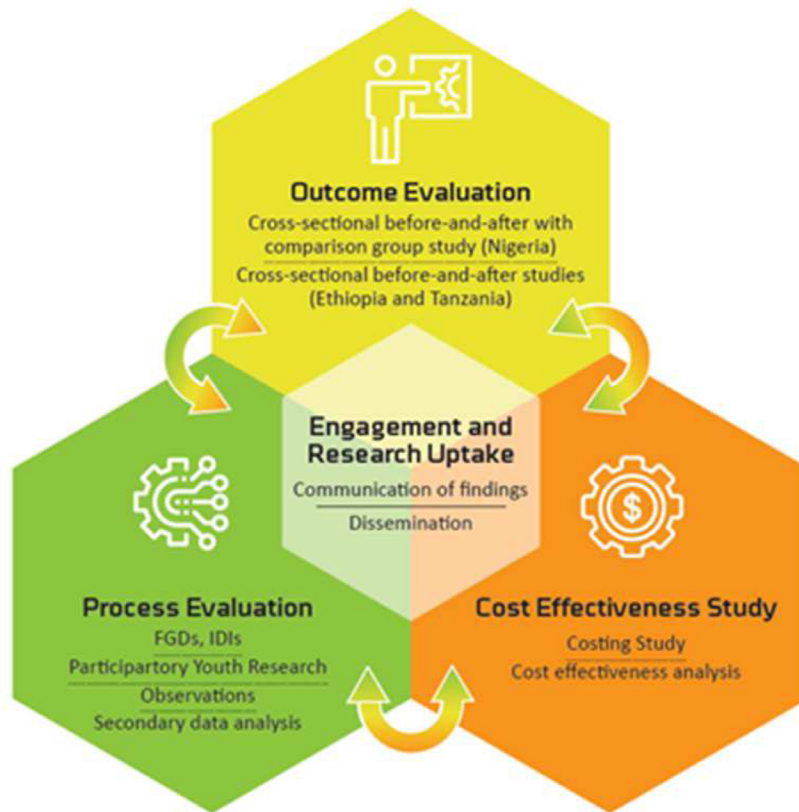 Outcome Evaluation
Cross-sectional before-and-after with
comparison group study (Nigeria)
Cross-sectional before-and-after studies
(Ethiopia and Tanzania)
Engagement and
Research Uptake
Communication of findings
Dissemination
$
Process Evaluation
FGDs, IDIs
Participartory Youth Research
Observations
Secondary data analysis
Cost Effectiveness Study
Costing Study
Cost effectiveness analysis